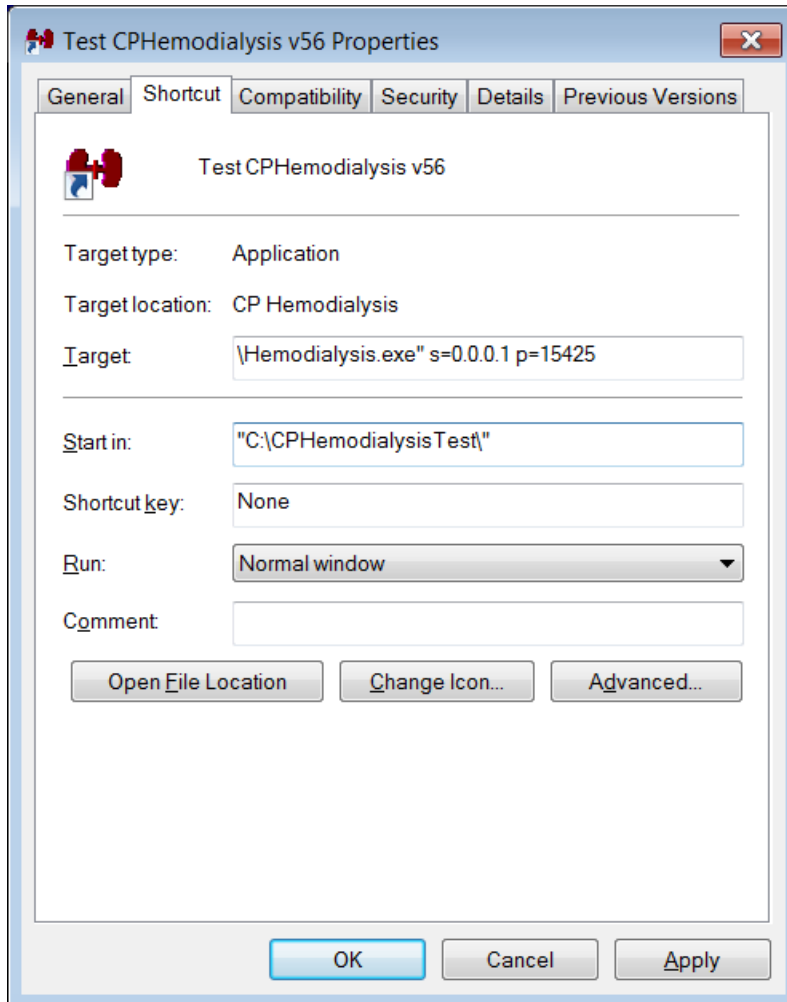 Test CPHemodialysis v56 Properties
General Shortcut Compatibility Security Details Previous Versions
Test CPHemodialysis v56
Target type: Application
Target location: CP Hemodialysis
Target: \Hemodialysis.exe" s=0.0.0.1 p=15425
Start in: "C:\CPHemodialysisTest\"
Shortcut key: None
Run: Normal window
Comment:
Open File Location Change Icon... Advanced...
OK Cancel Apply